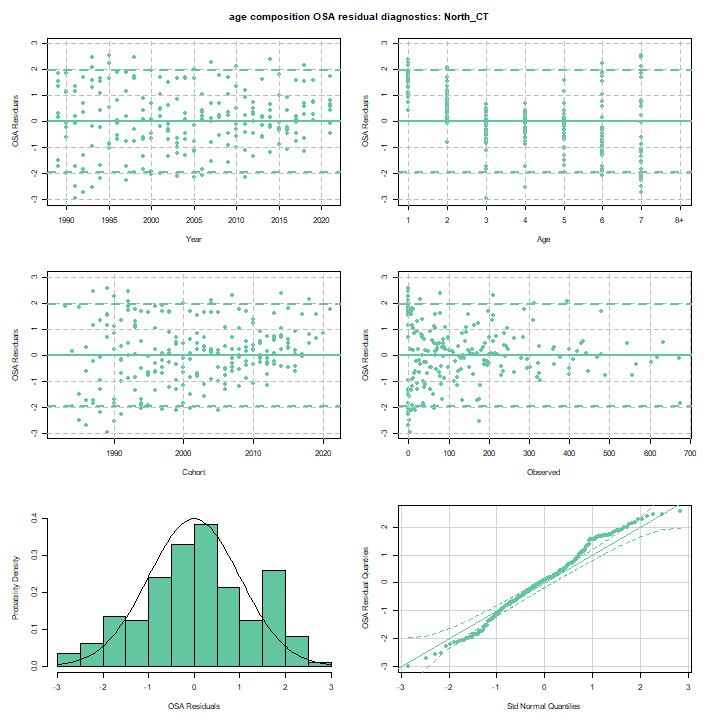 age composition OSA residual diagnostics: North_CT
OSA Residuals
3
2
1
0
-1
-2
-3
1990 1995 2000 2005 2010 2015 2020
Year
OSA Residuals
3
2
1
0
-1
-2
-3
1 2 3 4 5 6 7 8+
Age
OSA Residuals
3
2
1
0
-1
-2
-3
1990 2000 2010 2020
Cohort
OSA Residuals
3
2
1
0
-1
-2
-3
0 100 200 300 400 500 600 700
Observed
Probability Density
0.4
0.3
0.2
0.1
0.0
-3 -2 -1 0 1 2 3
OSA Residuals
OSA Residual Quantiles
2
1
0
-1
-2
-3
-3 -2 -1 0 1 2 3
Std Normal Quantiles